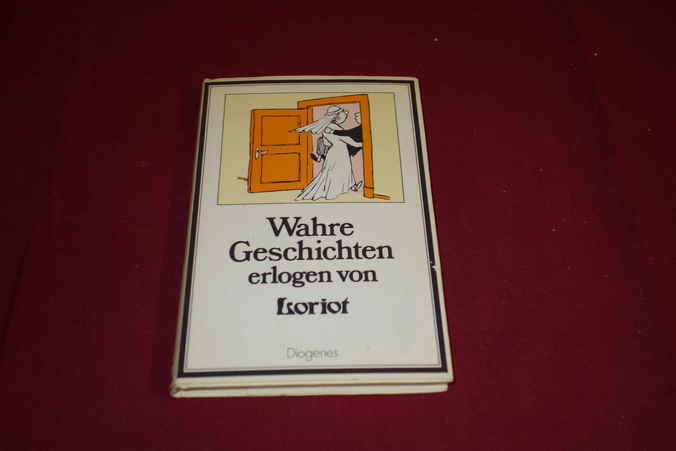 Wahre
Geschichten
erlogen von
Loriot
Diogenes